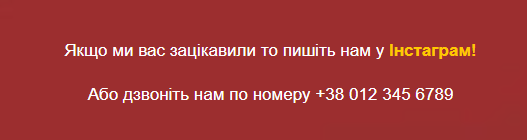 Якщо ми вас зацікавили то пишіть нам у Інстаграм!
Або дзвоніть нам по номеру +38 012 345 6789